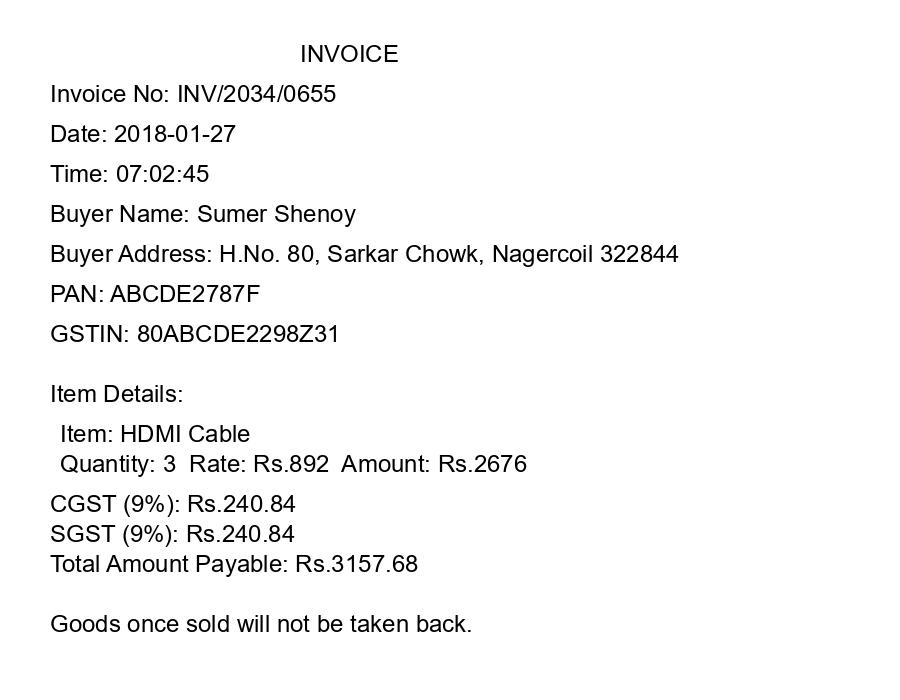 INVOICE
Invoice No: INV/2034/0655
Date: 2018-01-27
Time: 07:02:45
Buyer Name: Sumer Shenoy
Buyer Address: H.No. 80, Sarkar Chowk, Nagercoil 322844
PAN: ABCDE2787F
GSTIN: 80ABCDE2298Z31
Item Details:
Item: HDMI Cable
Quantity: 3  Rate: Rs.892  Amount: Rs.2676
CGST (9%): Rs.240.84
SGST (9%): Rs.240.84
Total Amount Payable: Rs.3157.68
Goods once sold will not be taken back.